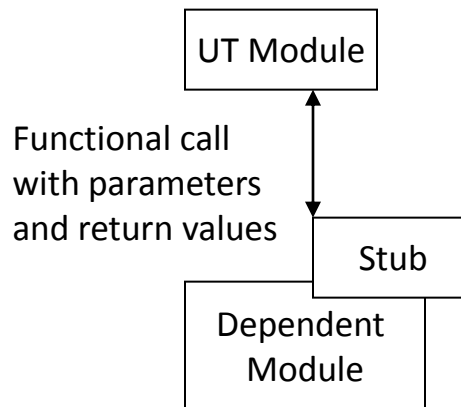 UT Module
Functional call
with parameters
and return values
Stub
Dependent
Module